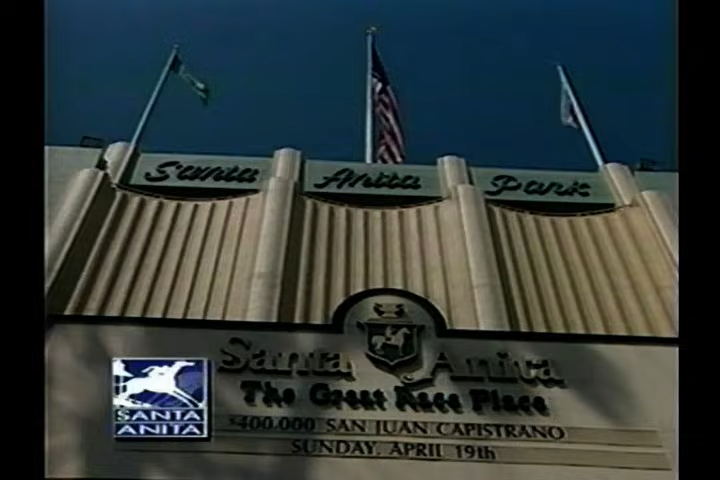 Santa Anita Park
Santa Anita
The Great Race Place
$400.000 SAN JUAN CAPISTRANO
SUNDAY, APRIL 19th
SANTA
ANITA